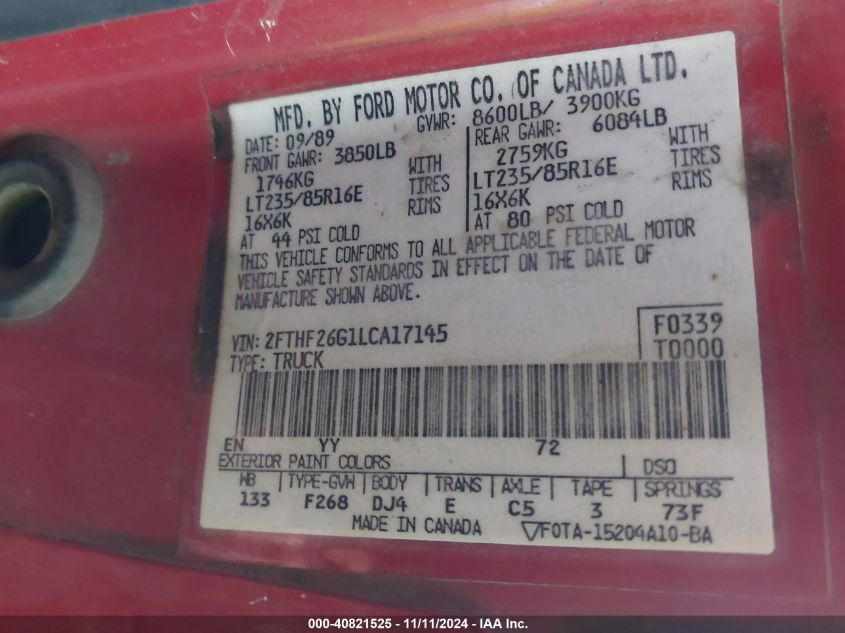 MFD. BY FORD MOTOR CO. OF CANADA LTD.
DATE: 09/89 GVWR: 8600LB/ 3900KG
FRONT GAWR: 3850LB REAR GAWR: 6084LB
1746KG WITH 2759KG WITH
LT235/85R16E TIRES LT235/85R16E TIRES
16X6K RIMS 16X6K RIMS
AT 44 PSI COLD AT 80 PSI COLD
THIS VEHICLE CONFORMS TO ALL APPLICABLE FEDERAL MOTOR
VEHICLE SAFETY STANDARDS IN EFFECT ON THE DATE OF
MANUFACTURE SHOWN ABOVE.
VIN: 2FTHF26G1LCA17145 F0339
TYPE: TRUCK T0000
EN YY 72
EXTERIOR PAINT COLORS DSO
WB TYPE-GVW BODY TRANS AXLE TAPE SPRINGS
133 F268 DJ4 E C5 3 73F
MADE IN CANADA F0TA-15204A10-BA
000-40821525 - 11/11/2024 - IAA Inc.